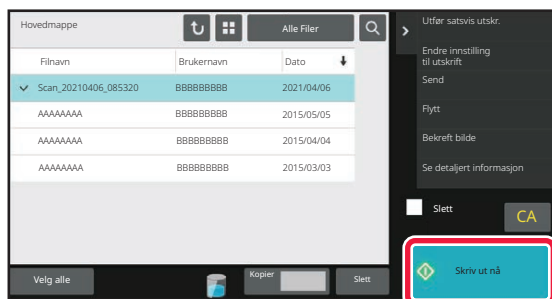 Hovedmappe
Alle Filer
Filnavn Brukernavn Dato
Scan_20210406_085320 BBBBBBBBB 2021/04/06
AAAAAAAA BBBBBBBBB 2015/05/05
AAAAAAAA BBBBBBBBB 2015/04/04
AAAAAAAA BBBBBBBBB 2015/03/03
Velg alle
Kopier
Slett
Utfør satsvis utskr.
Endre innstilling
til utskrift
Send
Flytt
Bekreft bilde
Se detaljert informasjon
Slett
CA
Skriv ut nå